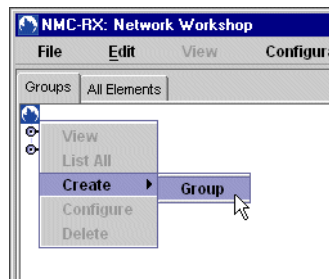 NMC-RX: Network Workshop
File Edit View Configura
Groups All Elements
View
List All
Create Group
Configure
Delete